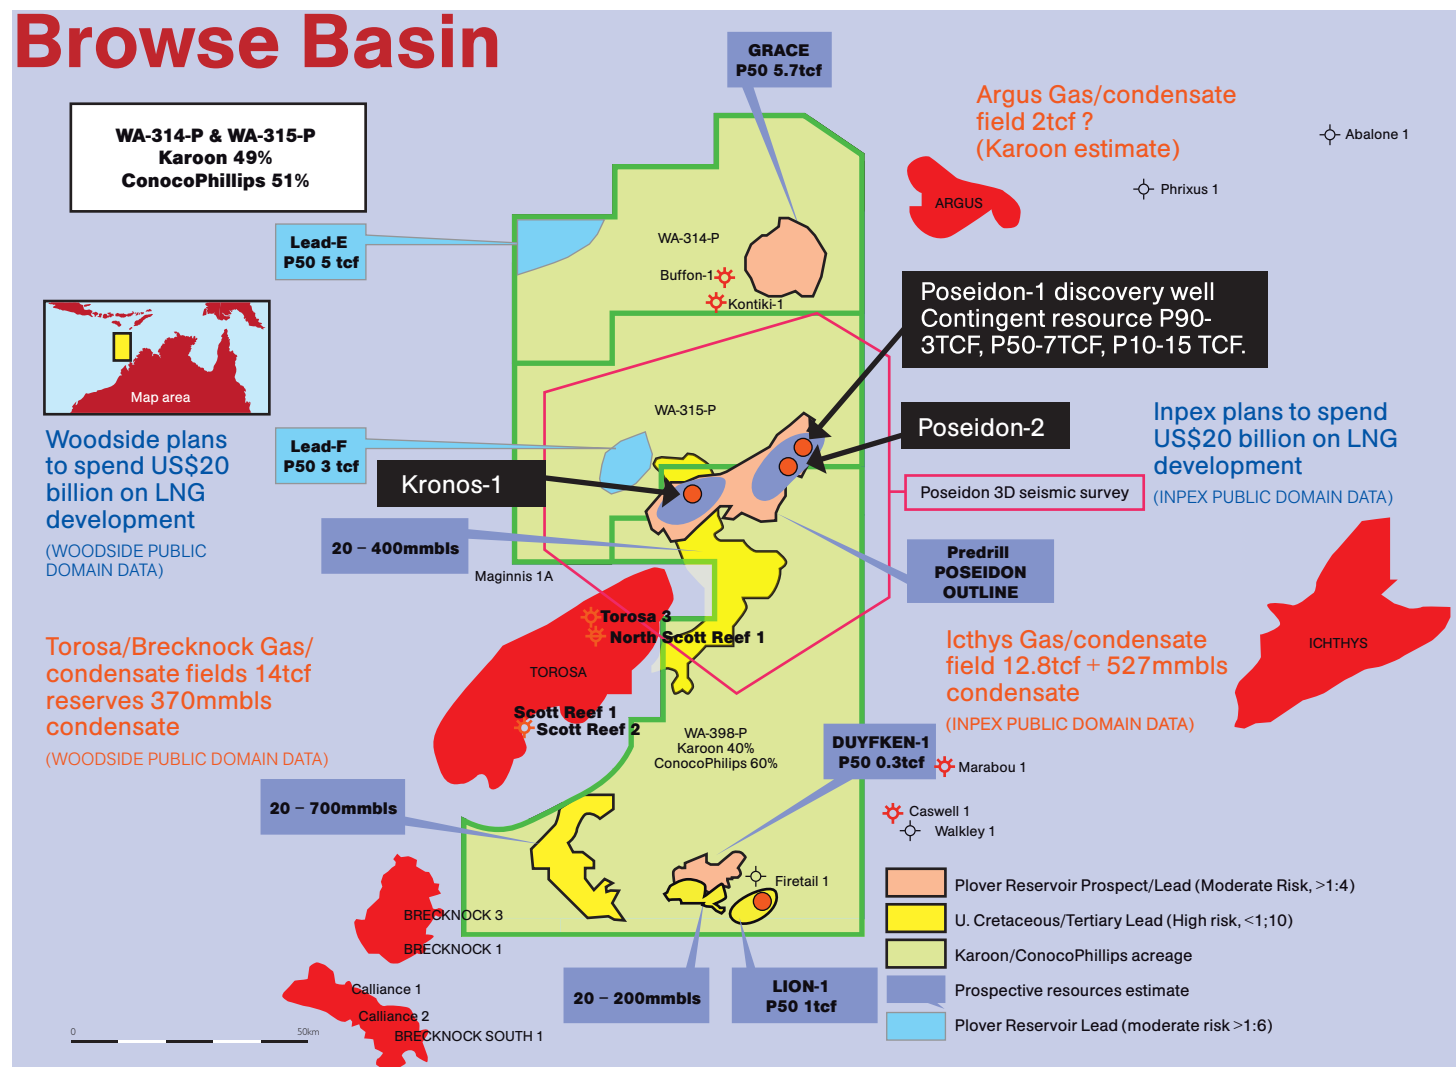 Browse Basin
GRACE
P50 5.7tcf
WA-314-P & WA-315-P
Karoon 49%
ConocoPhillips 51%
Argus Gas/condensate
field 2tcf ?
(Karoon estimate)
Abalone 1
Phrixus 1
ARGUS
Lead-E
P50 5 tcf
WA-314-P
Buffon-1
Kontiki-1
Poseidon-1 discovery well
Contingent resource P90-
3TCF, P50-7TCF, P10-15 TCF.
Map area
WA-315-P
Poseidon-2
Inpex plans to spend
US$20 billion on LNG
development
(INPEX PUBLIC DOMAIN DATA)
Woodside plans
to spend US$20
billion on LNG
development
(WOODSIDE PUBLIC
DOMAIN DATA)
Lead-F
P50 3 tcf
Kronos-1
Poseidon 3D seismic survey
20 – 400mmbls
Predrill
POSEIDON
OUTLINE
Maginnis 1A
Torosa 3
North Scott Reef 1
TOROSA
Scott Reef 1
Scott Reef 2
Torosa/Brecknock Gas/
condensate fields 14tcf
reserves 370mmbls
condensate
(WOODSIDE PUBLIC DOMAIN DATA)
Icthys Gas/condensate
field 12.8tcf + 527mmbls
condensate
(INPEX PUBLIC DOMAIN DATA)
ICHTHYS
WA-398-P
Karoon 40%
ConocoPhilips 60%
DUYFKEN-1
P50 0.3tcf
Marabou 1
20 – 700mmbls
Caswell 1
Walkley 1
Firetail 1
BRECKNOCK 3
BRECKNOCK 1
Calliance 1
Calliance 2
BRECKNOCK SOUTH 1
20 – 200mmbls
LION-1
P50 1tcf
Plover Reservoir Prospect/Lead (Moderate Risk, >1:4)
U. Cretaceous/Tertiary Lead (High risk, <1;10)
Karoon/ConocoPhillips acreage
Prospective resources estimate
Plover Reservoir Lead (moderate risk >1:6)
0
50km